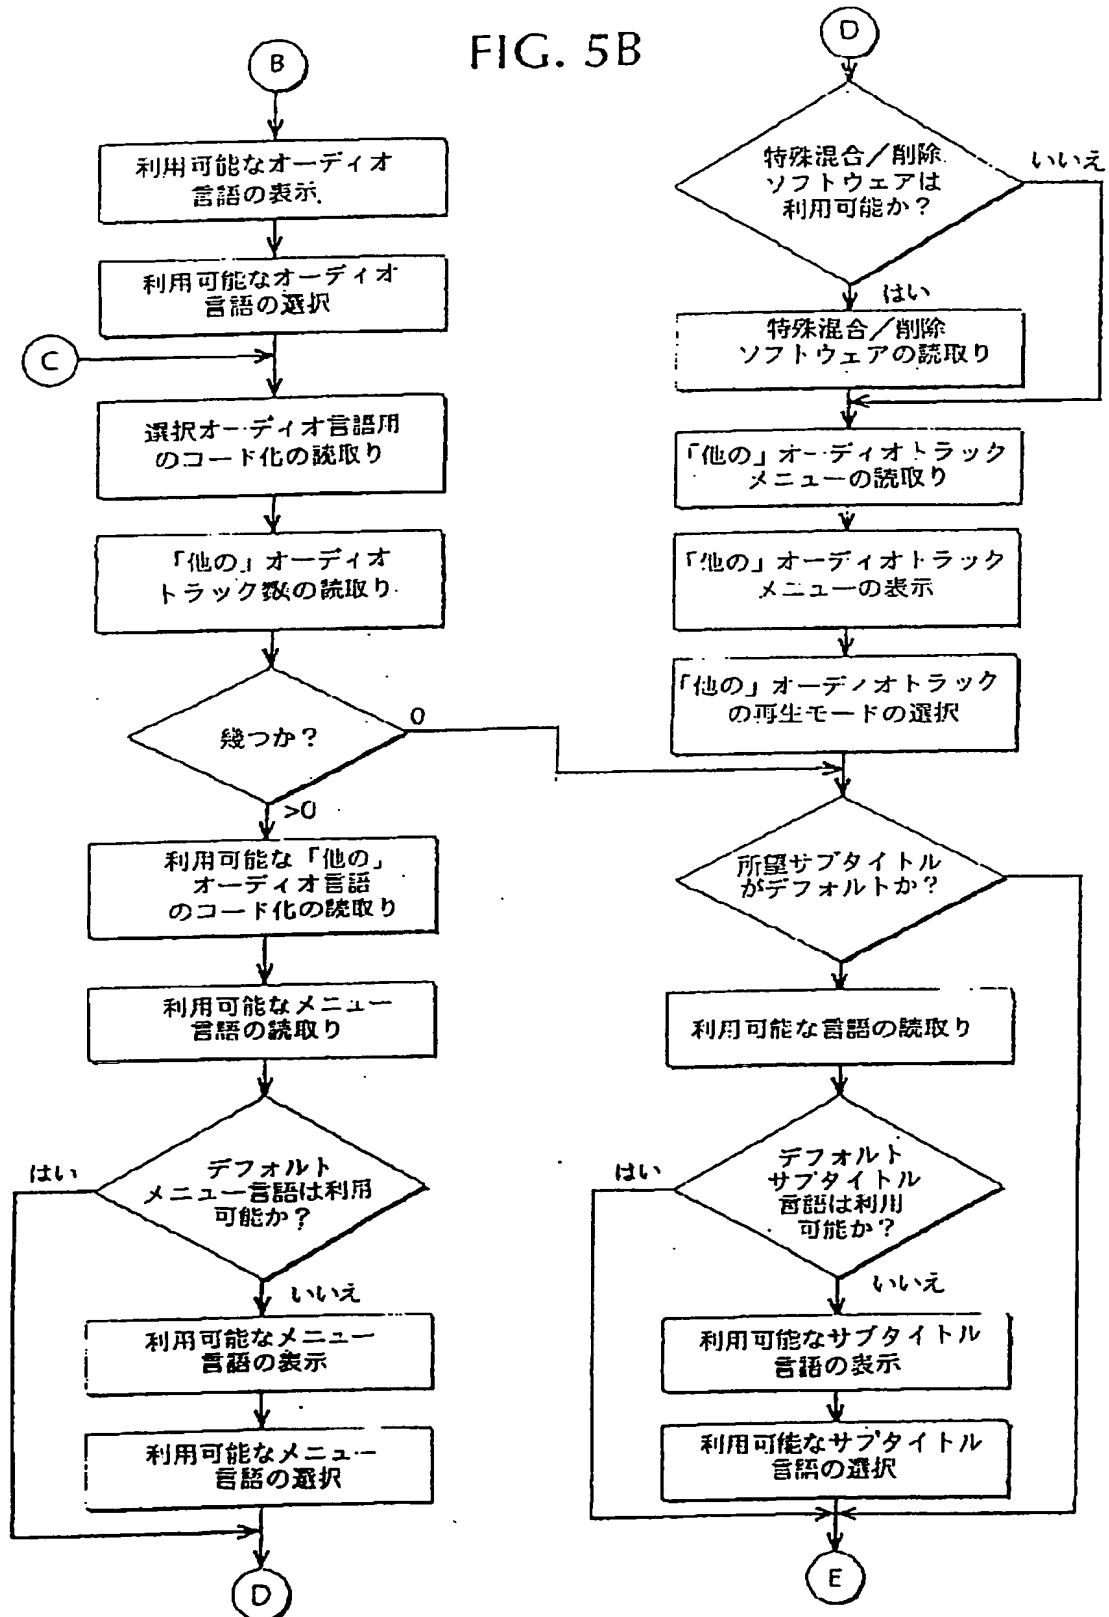 FIG. 5B
B
利用可能なオーディオ
言語の表示
利用可能なオーディオ
言語の選択
C
選択オーディオ言語用
のコード化の読取り
「他の」オーディオ
トラック数の読取り
幾つか？
0
>0
利用可能な「他の」
オーディオ言語
のコード化の読取り
利用可能なメニュー
言語の読取り
デフォルト
メニュー言語は利用
可能か？
はい
いいえ
利用可能なメニュー
言語の表示
利用可能なメニュー
言語の選択
D
D
特殊混合／削除
ソフトウェアは
利用可能か？
いいえ
はい
特殊混合／削除
ソフトウェアの読取り
「他の」オーディオトラック
メニューの読取り
「他の」オーディオトラック
メニューの表示
「他の」オーディオトラック
の再生モードの選択
所望サブタイトル
がデフォルトか？
利用可能な言語の読取り
デフォルト
サブタイトル
言語は利用
可能か？
はい
いいえ
利用可能なサブタイトル
言語の表示
利用可能なサブタイトル
言語の選択
E